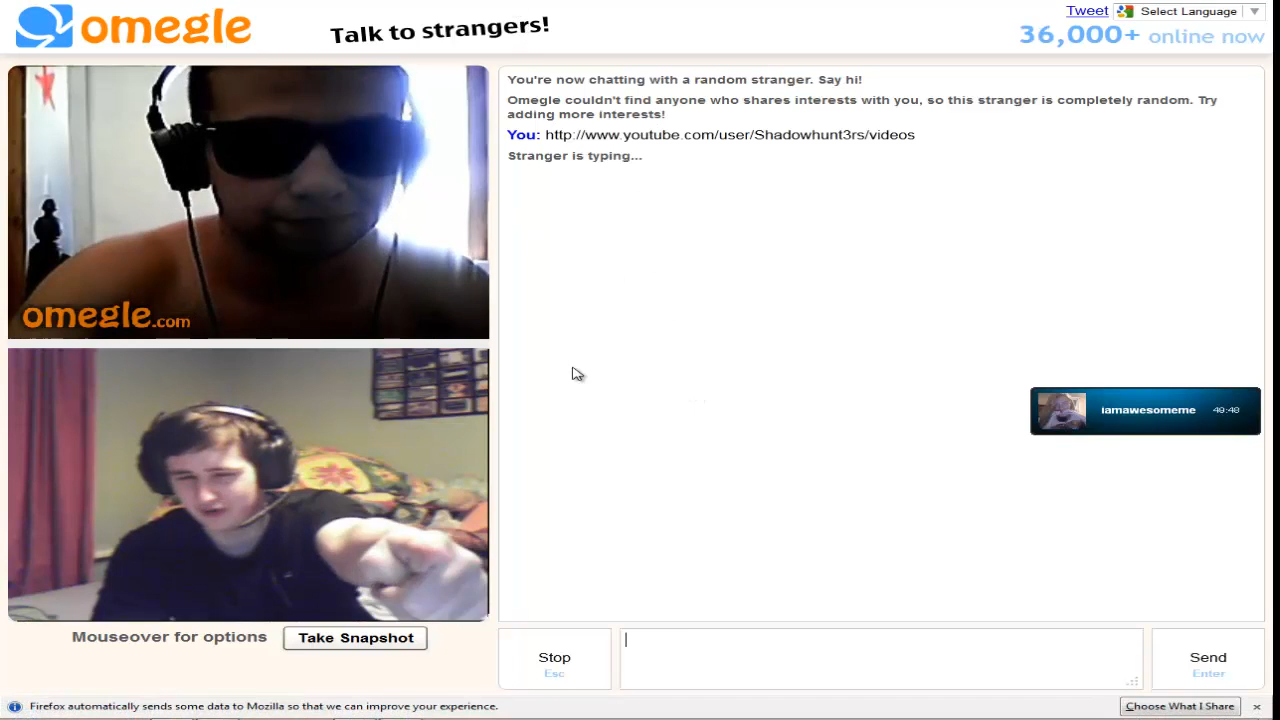 omegle
Talk to strangers!
Tweet
Select Language
36,000+ online now
You're now chatting with a random stranger. Say hi!
Omegle couldn't find anyone who shares interests with you, so this stranger is completely random. Try
adding more interests!
You: http://www.youtube.com/user/Shadowhunt3rs/videos
Stranger is typing...
omegle.com
iamawesomeme 49:48
Mouseover for options
Take Snapshot
Stop
Esc
Send
Enter
Firefox automatically sends some data to Mozilla so that we can improve your experience.
Choose What I Share